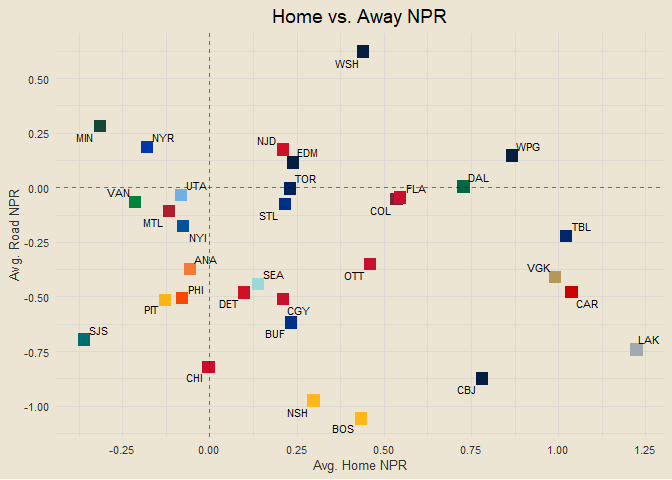 Home vs. Away NPR
WSH
0.50
MIN
NYR
0.25
NJD
EDM
WPG
TOR
DAL
0.00
VAN
UTA
STL
COL
FLA
MTL
NYI
TBL
-0.25
ANA
SEA
OTT
VGK
PHI
-0.50
PIT
DET
CGY
CAR
SJS
BUF
LAK
-0.75
CHI
CBJ
NSH
-1.00
BOS
Avg. Road NPR
-0.25
0.00
0.25
0.50
0.75
1.00
1.25
Avg. Home NPR